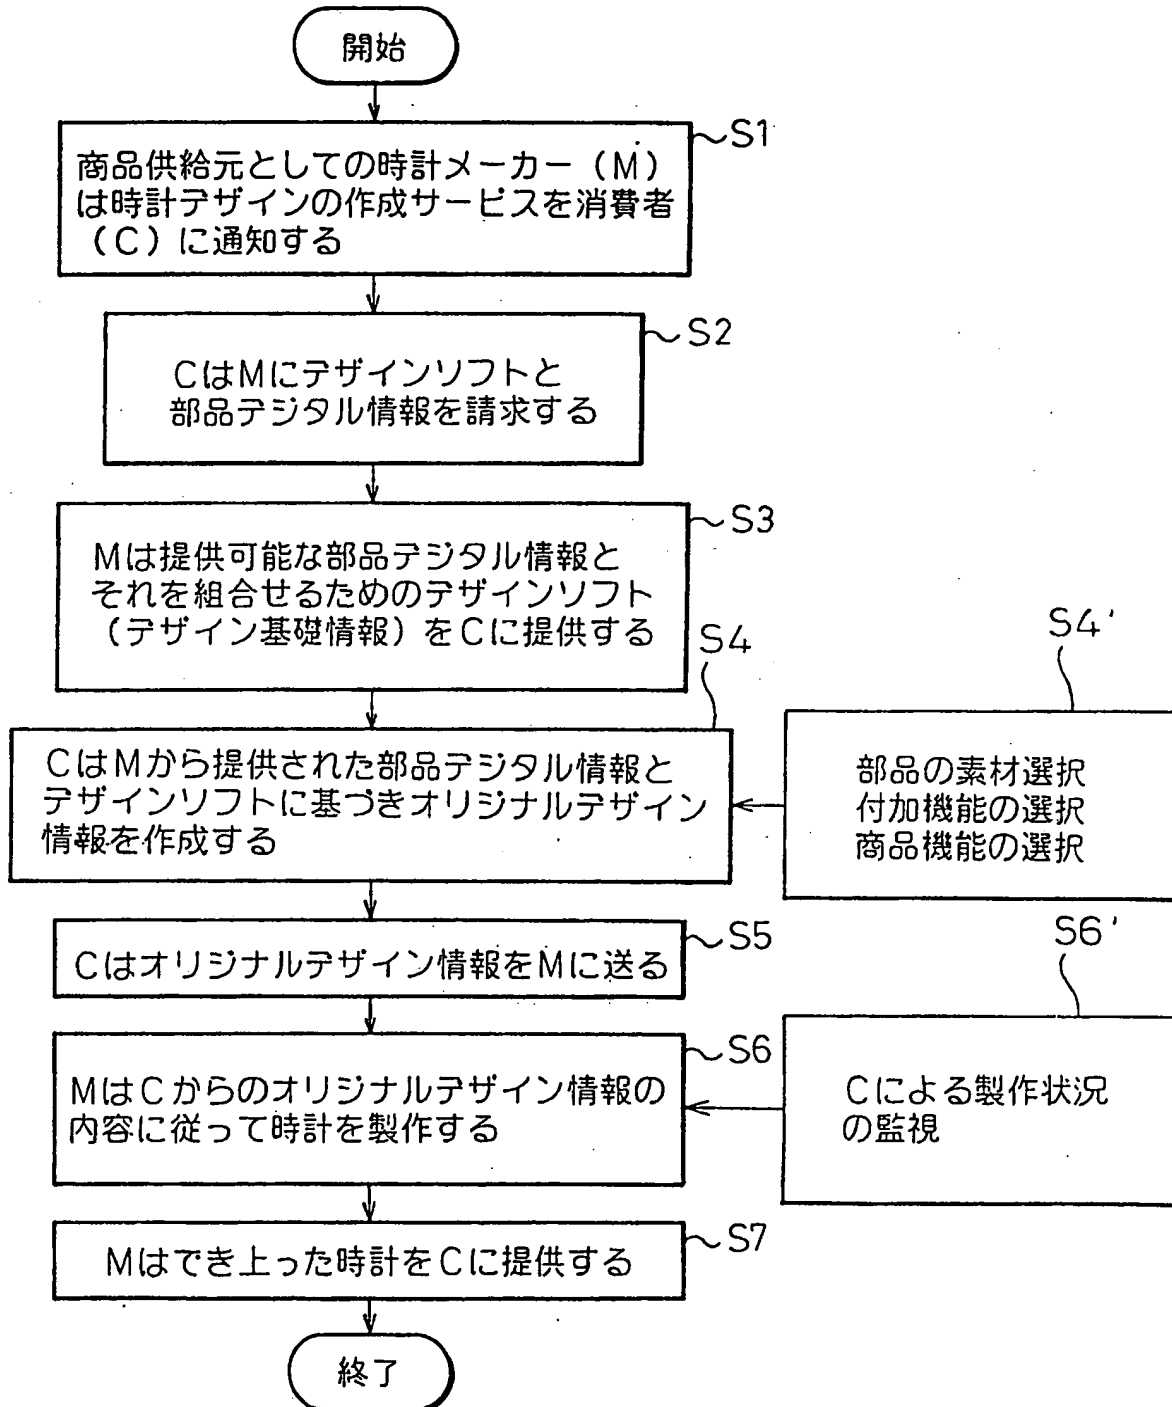 開始
S1
商品供給元としての時計メーカー（M）
は時計デザインの作成サービスを消費者
（C）に通知する
S2
CはMにデザインソフトと
部品デジタル情報を請求する
S3
Mは提供可能な部品デジタル情報と
それを組合せるためのデザインソフト
（デザイン基礎情報）をCに提供する
S4
CはMから提供された部品デジタル情報と
デザインソフトに基づきオリジナルデザイン
情報を作成する
S4'
部品の素材選択
付加機能の選択
商品機能の選択
S5
Cはオリジナルデザイン情報をMに送る
S6
MはCからのオリジナルデザイン情報の
内容に従って時計を製作する
S6'
Cによる製作状況
の監視
S7
Mはでき上った時計をCに提供する
終了